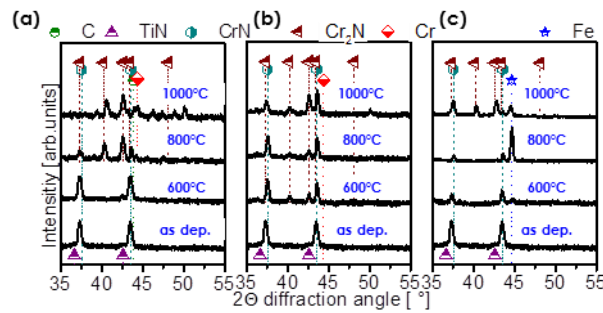 (a) C TiN CrN (b) Cr2N Cr (c) Fe
Intensitiy [arb.units]
1000°C 1000°C 1000°C
800°C 800°C 800°C
600°C 600°C 600°C
as dep. as dep. as dep.
35 40 45 50 55 35 40 45 50 55 35 40 45 50 55
2Θ diffraction angle [ ° ]